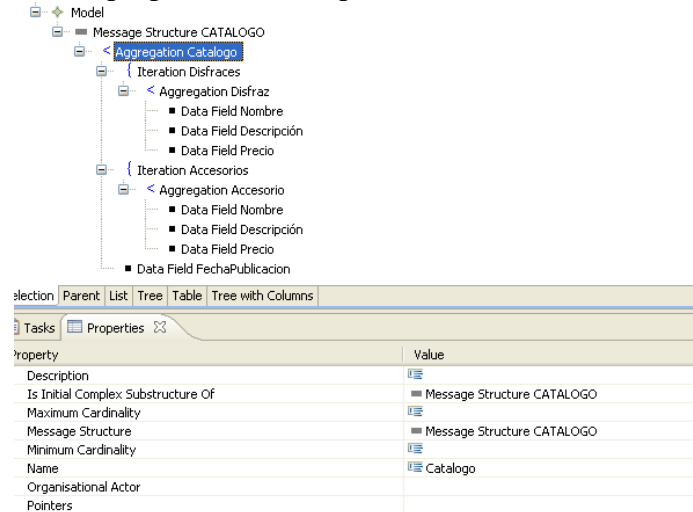 Model
Message Structure CATALOGO
< Aggregation Catalogo
{ Iteration Disfraces
< Aggregation Disfraz
Data Field Nombre
Data Field Descripción
Data Field Precio
{ Iteration Accesorios
< Aggregation Accesorio
Data Field Nombre
Data Field Descripción
Data Field Precio
Data Field FechaPublicacion
election Parent List Tree Table Tree with Columns
Tasks Properties
Property Value
Description
Is Initial Complex Substructure Of Message Structure CATALOGO
Maximum Cardinality
Message Structure Message Structure CATALOGO
Minimum Cardinality
Name Catalogo
Organisational Actor
Pointers